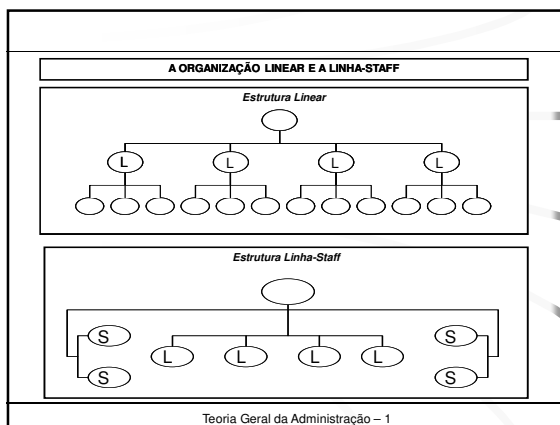 A ORGANIZAÇÃO LINEAR E A LINHA-STAFF
Estrutura Linear
L L L L
Estrutura Linha-Staff
S S
L L L L
S S
Teoria Geral da Administração – 1